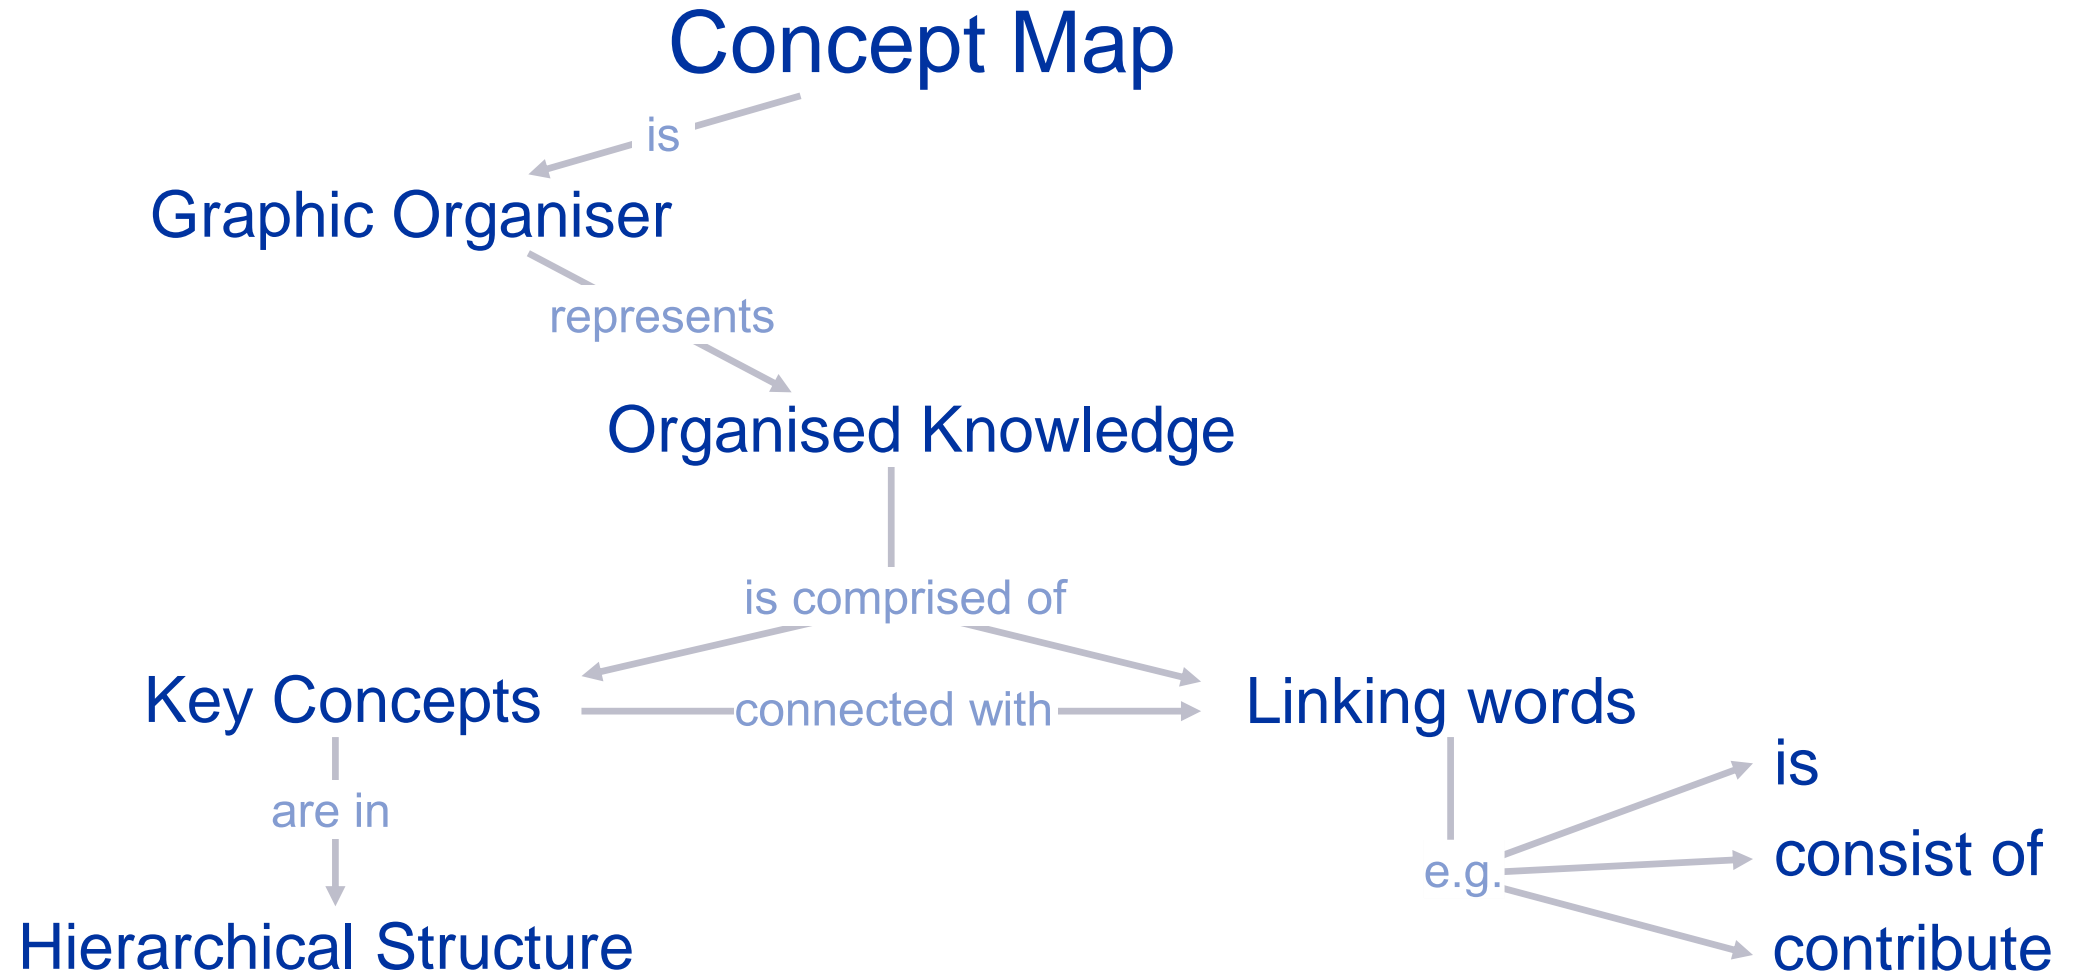 Concept Map
is
Graphic Organiser
represents
Organised Knowledge
is comprised of
Key Concepts
connected with
Linking words
is
are in
e.g.
consist of
Hierarchical Structure
contribute